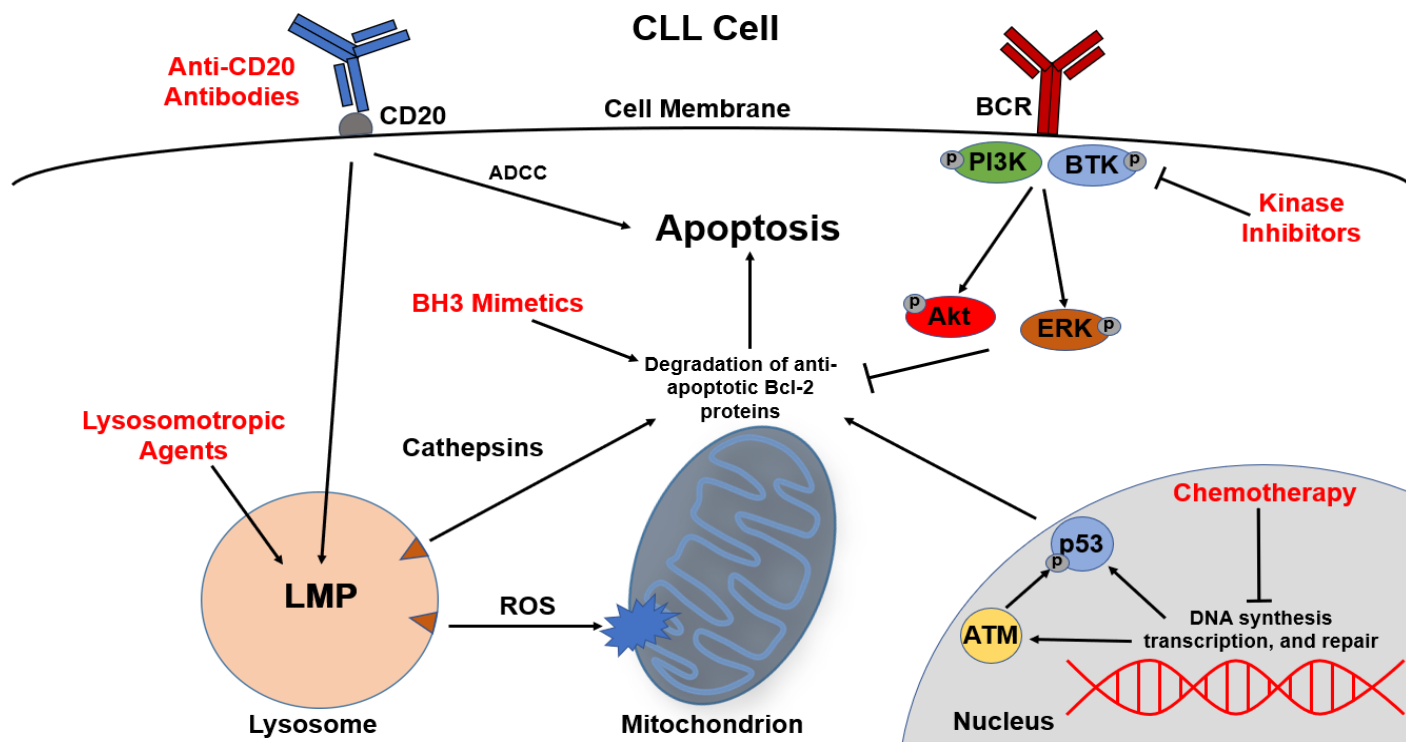 CLL Cell
Anti-CD20
Antibodies
CD20
Cell Membrane
BCR
p
PI3K
BTK
p
ADCC
Kinase
Inhibitors
Apoptosis
BH3 Mimetics
p
Akt
ERK
p
Degradation of anti-
apoptotic Bcl-2
proteins
Lysosomotropic
Agents
Cathepsins
Chemotherapy
p53
p
LMP
ROS
DNA synthesis
transcription, and repair
ATM
Lysosome
Mitochondrion
Nucleus